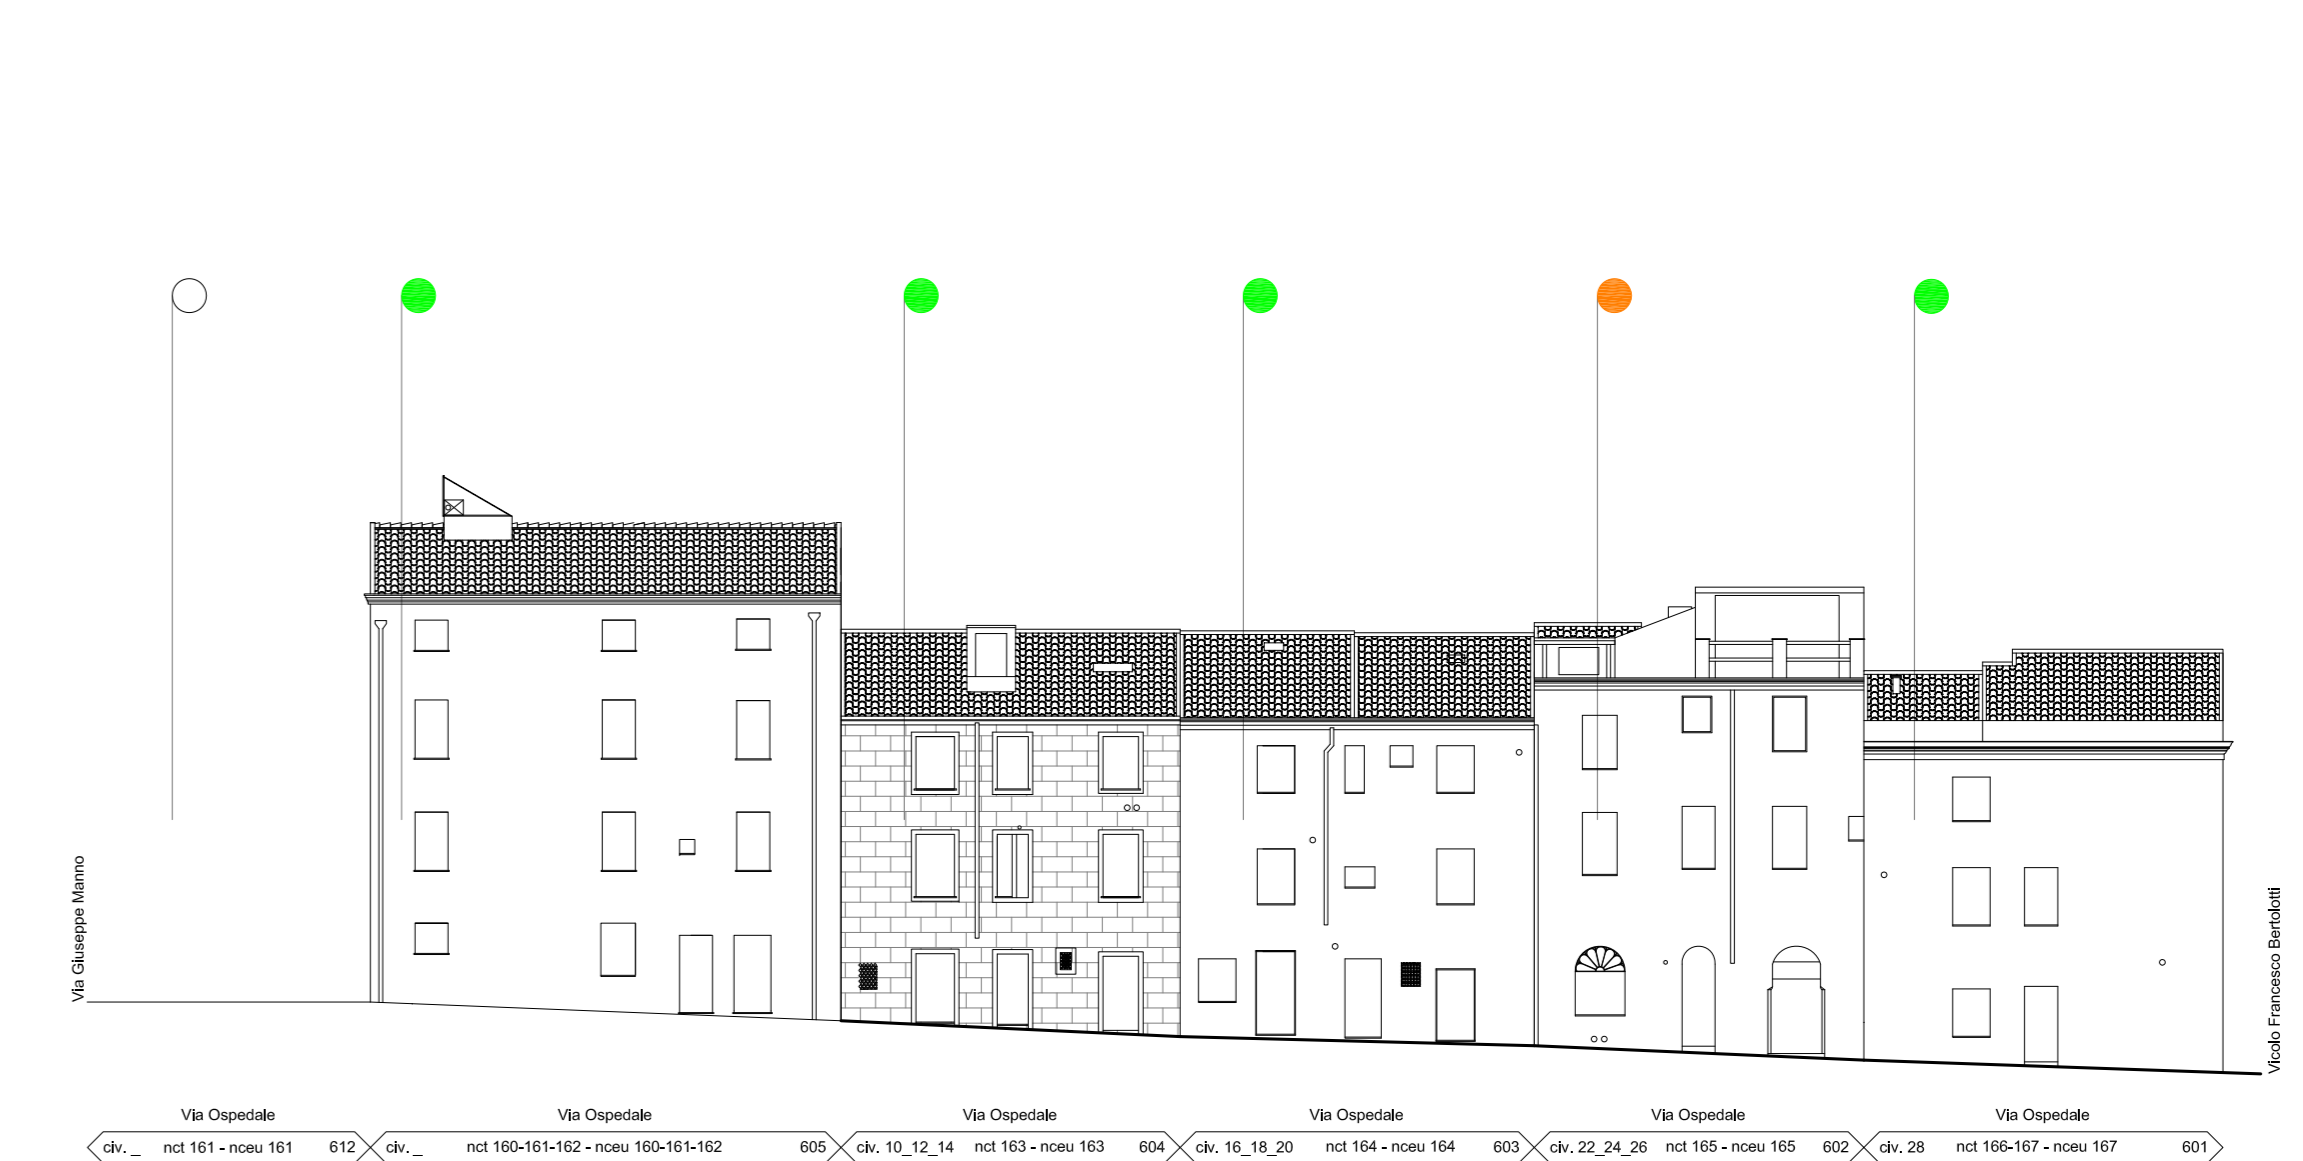 Via Giuseppe Manno
Vicolo Francesco Bertolotti
Via Ospedale
civ. _ nct 161 - nceu 161 612
Via Ospedale
civ. _ nct 160-161-162 - nceu 160-161-162 605
Via Ospedale
civ. 10_12_14 nct 163 - nceu 163 604
Via Ospedale
civ. 16_18_20 nct 164 - nceu 164 603
Via Ospedale
civ. 22_24_26 nct 165 - nceu 165 602
Via Ospedale
civ. 28 nct 166-167 - nceu 167 601